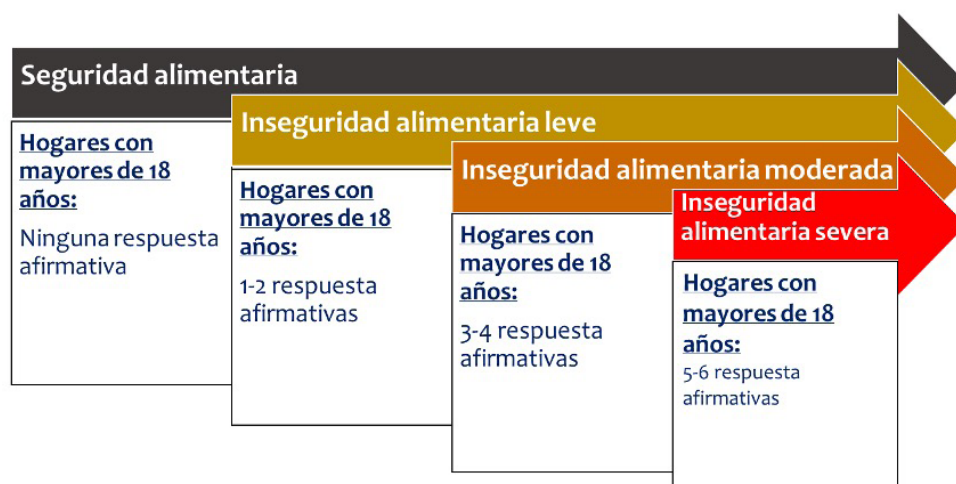 Seguridad alimentaria
Hogares con
mayores de 18
años:
Ninguna respuesta
afirmativa
Inseguridad alimentaria leve
Hogares con
mayores de 18
años:
1-2 respuesta
afirmativas
Inseguridad alimentaria moderada
Hogares con
mayores de 18
años:
3-4 respuesta
afirmativas
Inseguridad
alimentaria severa
Hogares con
mayores de 18
años:
5-6 respuesta
afirmativas